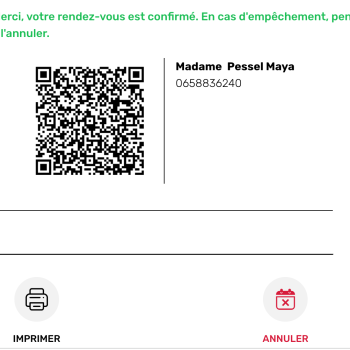 erci, votre rendez-vous est confirmé. En cas d'empêchement, pen
l'annuler.
Madame Pessel Maya
0658836240
IMPRIMER
ANNULER